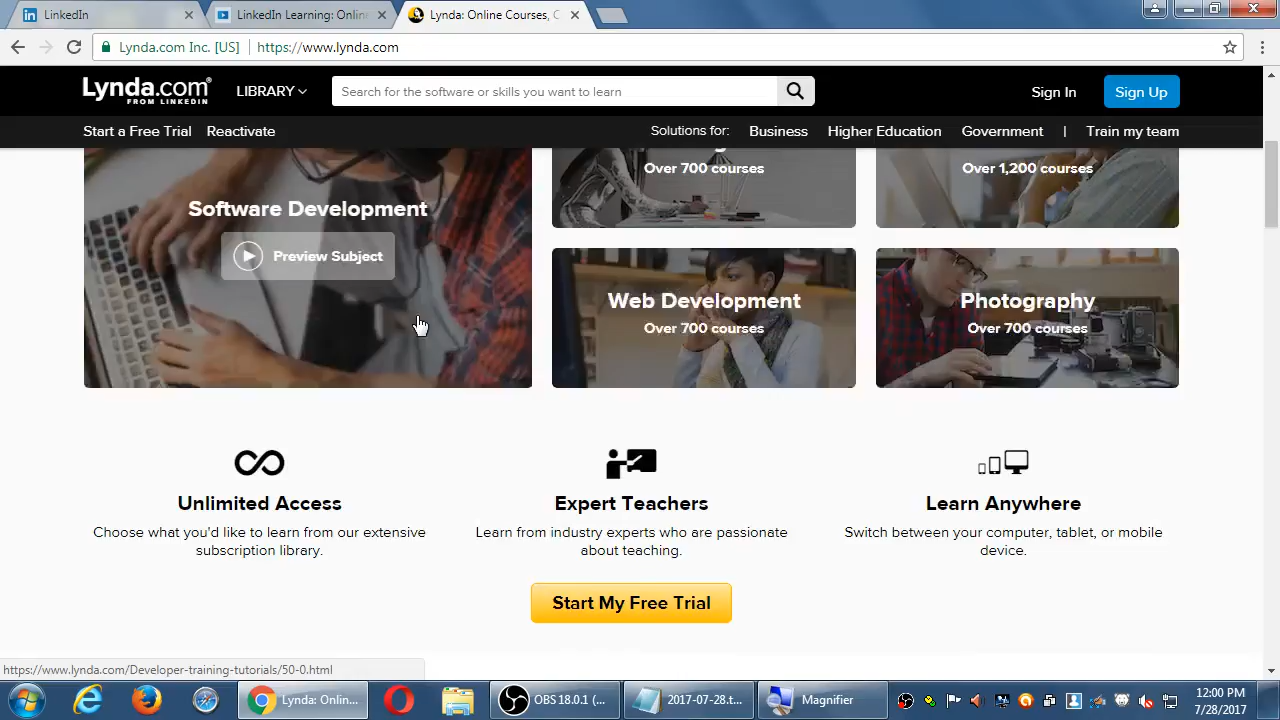 LinkedIn
LinkedIn Learning: Onlin
Lynda: Online Courses, C
Lynda.com Inc. [US]
https://www.lynda.com
Lynda.com®
FROM LINKEDIN
LIBRARY
Search for the software or skills you want to learn
Sign In
Sign Up
Start a Free Trial
Reactivate
Solutions for:
Business
Higher Education
Government
|
Train my team
Over 700 courses
Over 1,200 courses
Software Development
Preview Subject
Web Development
Over 700 courses
Photography
Over 700 courses
Unlimited Access
Choose what you'd like to learn from our extensive
subscription library.
Expert Teachers
Learn from industry experts who are passionate
about teaching.
Learn Anywhere
Switch between your computer, tablet, or mobile
device.
Start My Free Trial
https://www.lynda.com/Developer-training-tutorials/50-0.html
Lynda: Onlin...
OBS 18.0.1 (...
2017-07-28.t...
Magnifier
12:00 PM
7/28/2017